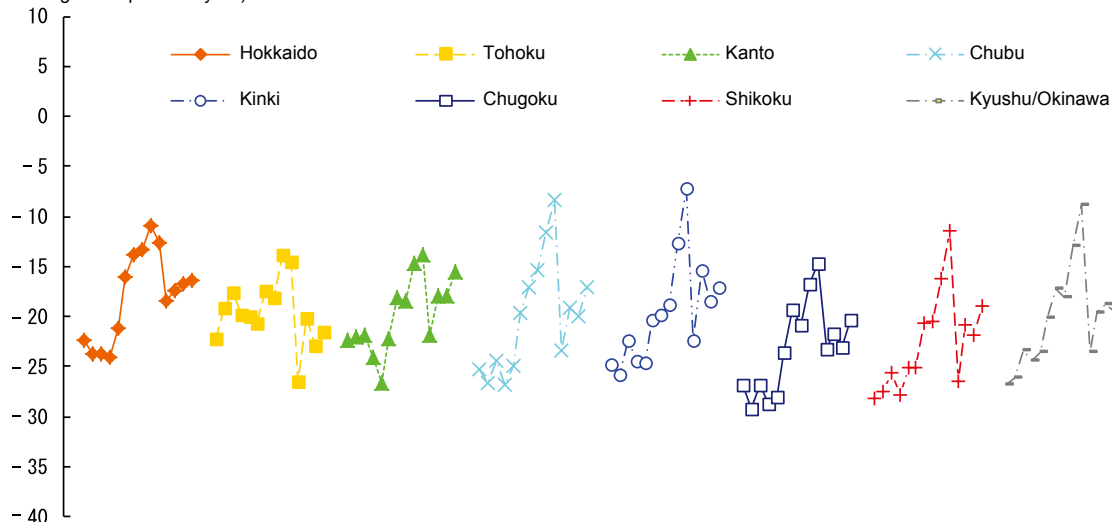 10
5
0
－5
－10
－15
－20
－25
－30
－35
－40
Hokkaido
Tohoku
Kanto
Chubu
Kinki
Chugoku
Shikoku
Kyushu/Okinawa